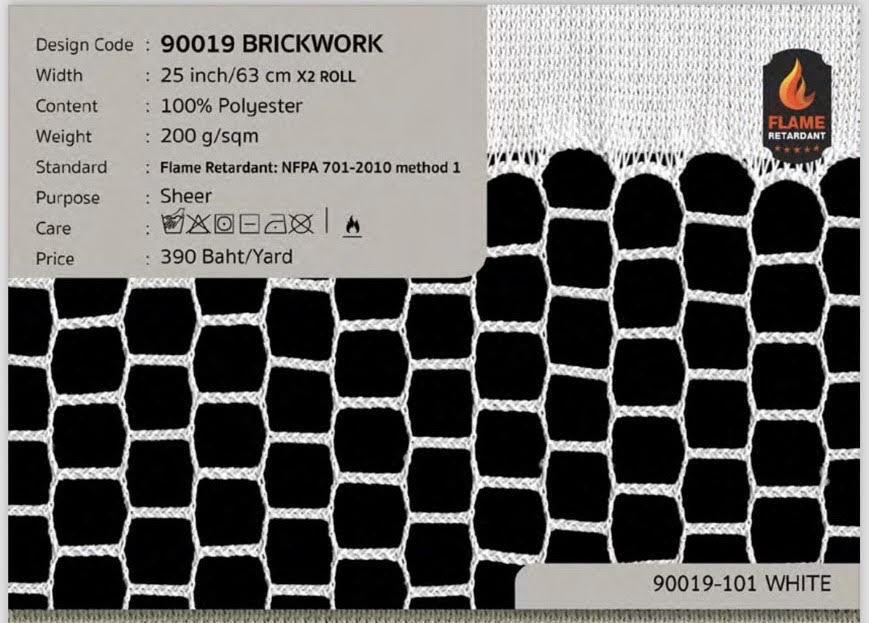 Design Code : 90019 BRICKWORK
Width : 25 inch/63 cm X2 ROLL
Content : 100% Polyester
Weight : 200 g/sqm
Standard : Flame Retardant: NFPA 701-2010 method 1
Purpose : Sheer
Care :
Price : 390 Baht/Yard
FLAME
RETARDANT
90019-101 WHITE